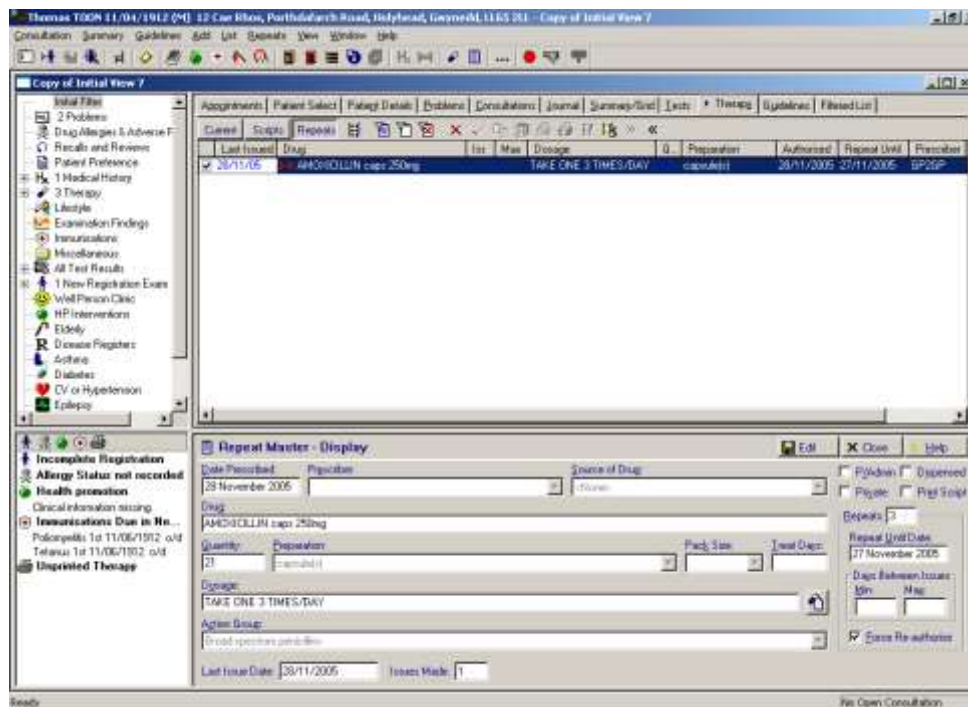 Thomas TOON 11/04/1912 (M) 12 Cae Rhos, Porthdafarch Road, Holyhead, Gwynedd, LL65 2LL - Copy of Initial View 7
Consultation Summary Guidelines Add List Repeats View Window Help
Copy of Initial View 7
Initial Filter
2 Problems
Drug Allergies & Adverse F
Recalls and Reviews
Patient Preference
1 Medical History
3 Therapy
Lifestyle
Examination Findings
Immunisations
Miscellaneous
All Test Results
1 New Registration Exam
Well Person Clinic
HP Interventions
Elderly
Disease Registers
Asthma
Diabetes
CV or Hypertension
Epilepsy
Appointments Patient Select Patient Details Problems Consultations Journal Summary/Grid Tests Therapy Guidelines Filtered List
Current Scripts Repeats
Last Issued Drug Iss Max Dosage Q... Preparation Authorised Repeat Until Prescriber
28/11/05 AMOXICILLIN caps 250mg TAKE ONE 3 TIMES/DAY capsule(s) 28/11/2005 27/11/2005 GP2GP
Incomplete Registration
Allergy Status not recorded
Health promotion
Clinical information missing.
Immunisations Due in Ho...
Poliomyelitis 1st 11/06/1912 o/d
Tetanus 1st 11/06/1912 o/d
Unprinted Therapy
Repeat Master - Display
Edit Close Help
Date Prescribed Prescriber Source of Drug
28 November 2005 <None>
Drug
AMOXICILLIN caps 250mg
Quantity Preparation Pack Size Treat Days
21 capsule(s)
Dosage
TAKE ONE 3 TIMES/DAY
Action Group
Broad spectrum penicillins
Last Issue Date 28/11/2005 Issues Made 1
P/Admin Dispensed
Private Print Script
Repeats 3
Repeat Until Date
27 November 2005
Days Between Issues
Min Max
Force Re-authorise
Ready
No Open Consultation